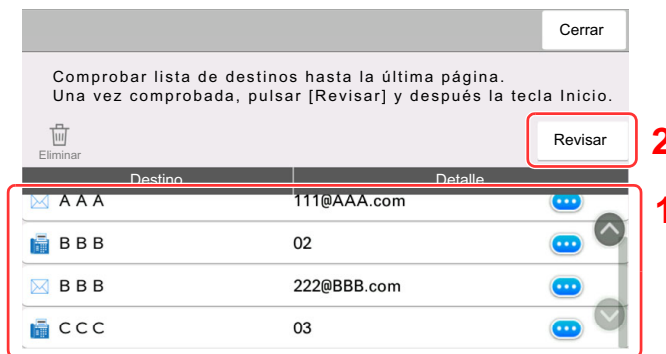 Cerrar
Comprobar lista de destinos hasta la última página.
Una vez comprobada, pulsar [Revisar] y después la tecla Inicio.
Eliminar
Revisar
2
Destino Detalle
1
A A A 111@AAA.com
B B B 02
B B B 222@BBB.com
C C C 03